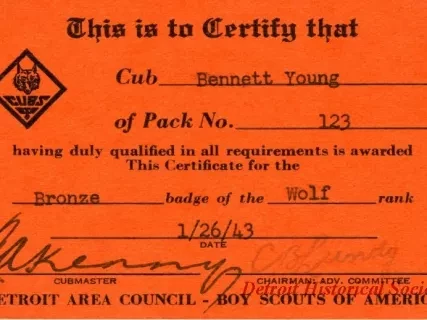 This is to Certify that
Cub Bennett Young
CUBS
of Pack No. 123
having duly qualified in all requirements is awarded
This Certificate for the
Bronze badge of the Wolf rank
1/26/43
DATE
CUBMASTER
CHAIRMAN: ADV. COMMITTEE
Detroit Historical Socie
ETROIT AREA COUNCIL - BOY SCOUTS OF AMERIC